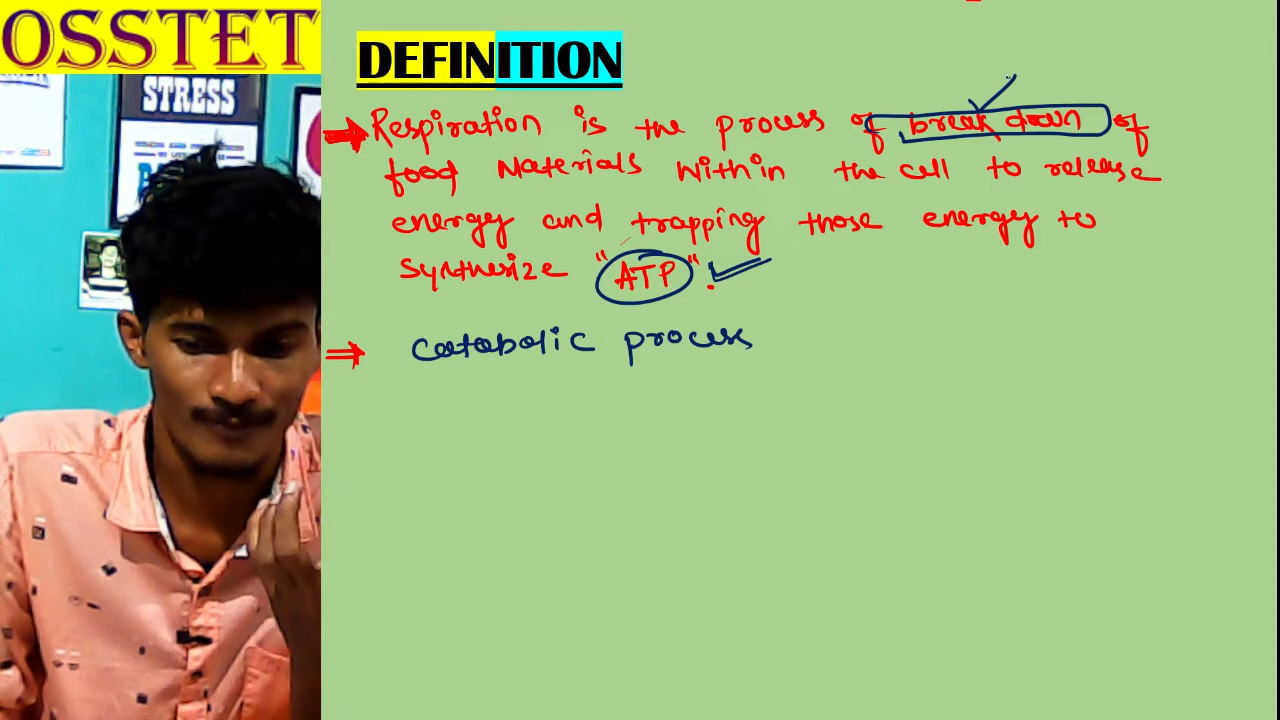 OSSTET
STRESS
DEFINITION
⇒ Respiration is the process of break down of
food Materials within the cell to release
energy and trapping those energy to
synthesize "ATP".
⇒ catabolic process